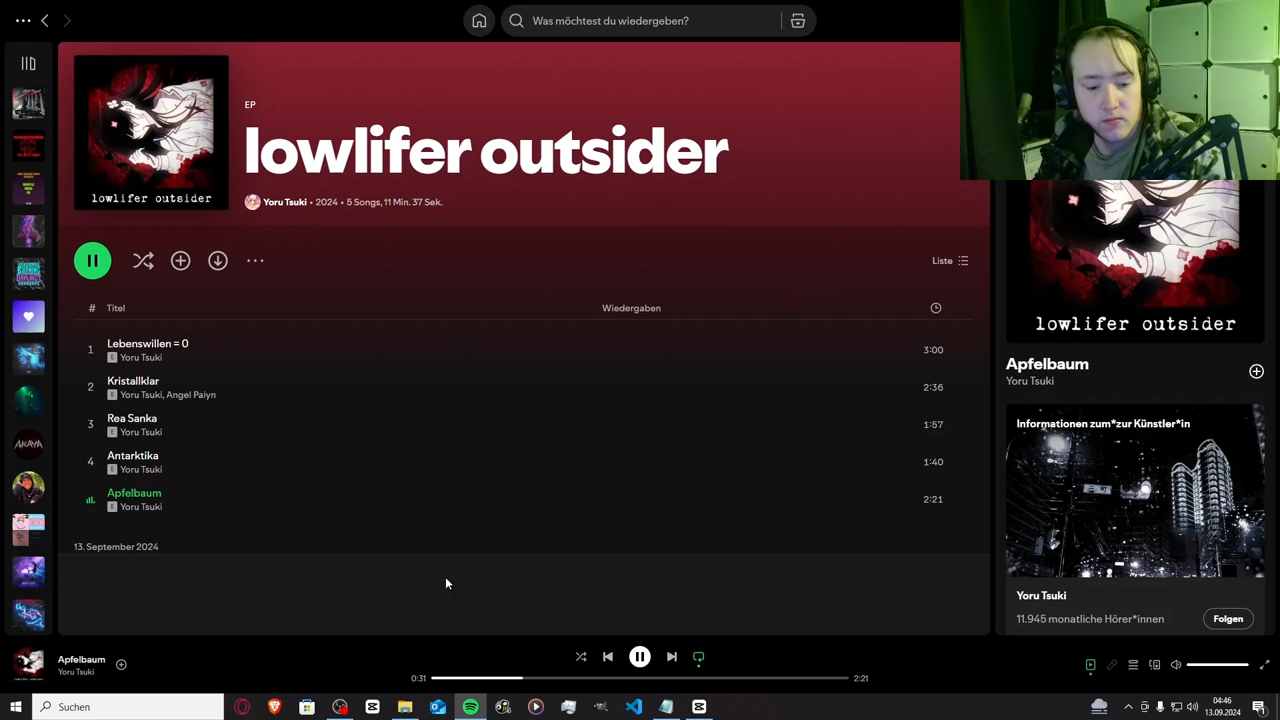 Was möchtest du wiedergeben?
lowlifer outsider
EP
lowlifer outsider
Yoru Tsuki • 2024 • 5 Songs, 11 Min. 37 Sek.
Liste
# Titel Wiedergaben
1 Lebenswillen = 0 3:00
E Yoru Tsuki
2 Kristallklar 2:36
E Yoru Tsuki, Angel Paiyn
3 Rea Sanka 1:57
E Yoru Tsuki
4 Antarktika 1:40
E Yoru Tsuki
Apfelbaum 2:21
E Yoru Tsuki
13. September 2024
lowlifer outsider
Apfelbaum
Yoru Tsuki
Informationen zum*zur Künstler*in
Yoru Tsuki
11.945 monatliche Hörer*innen Folgen
Apfelbaum
Yoru Tsuki
0:31 2:21
Suchen
04:46
13.09.2024